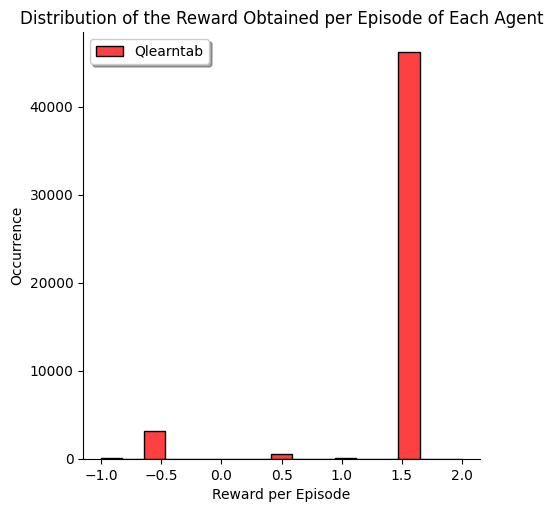 Distribution of the Reward Obtained per Episode of Each Agent
Qlearntab
Occurrence
40000
30000
20000
10000
0
−1.0 −0.5 0.0 0.5 1.0 1.5 2.0
Reward per Episode